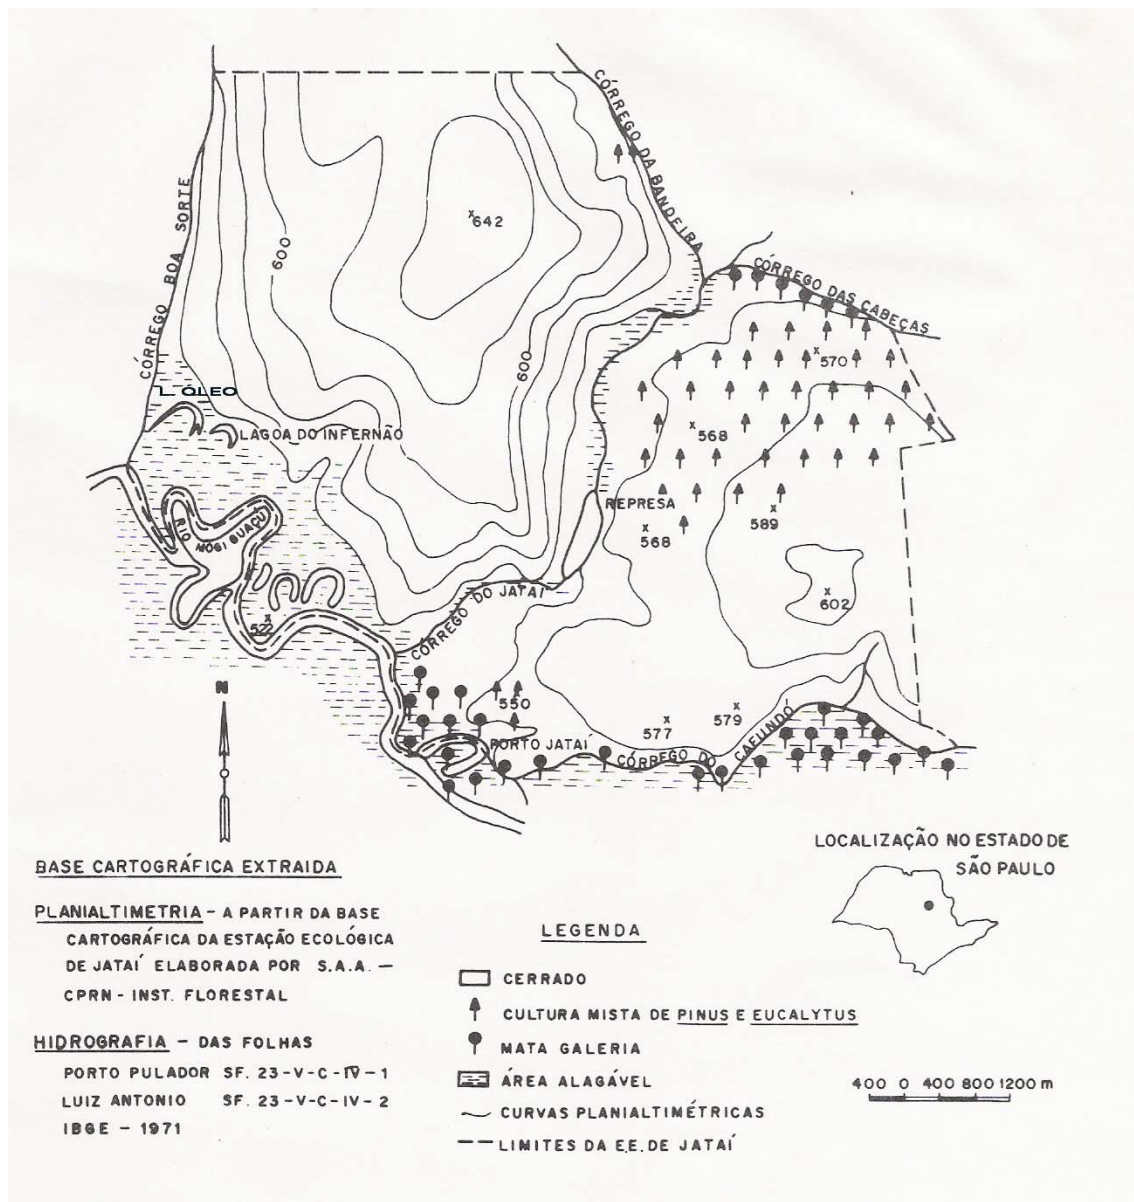 CÓRREGO DA BANDEIRA
CÓRREGO BOA SORTE
642
600
CÓRREGO DAS CABEÇAS
570
600
L. ÓLEO
LAGOA DO INFERNÃO
568
REPRESA
568
589
RIO MOGI GUAÇU
CÓRREGO DO JATAÍ
602
522
N
550
577
579
PORTO JATAÍ
CÓRREGO DO CAFUNDÓ
BASE CARTOGRÁFICA EXTRAIDA
PLANIALTIMETRIA - A PARTIR DA BASE
CARTOGRÁFICA DA ESTAÇÃO ECOLÓGICA
DE JATAÍ ELABORADA POR S.A.A. -
CPRN - INST. FLORESTAL
HIDROGRAFIA - DAS FOLHAS
PORTO PULADOR SF. 23-V-C-IV-1
LUIZ ANTONIO SF. 23-V-C-IV-2
IBGE - 1971
LEGENDA
CERRADO
CULTURA MISTA DE PINUS E EUCALYTUS
MATA GALERIA
ÁREA ALAGÁVEL
CURVAS PLANIALTIMÉTRICAS
LIMITES DA E.E. DE JATAÍ
LOCALIZAÇÃO NO ESTADO DE
SÃO PAULO
400 0 400 800 1200 m